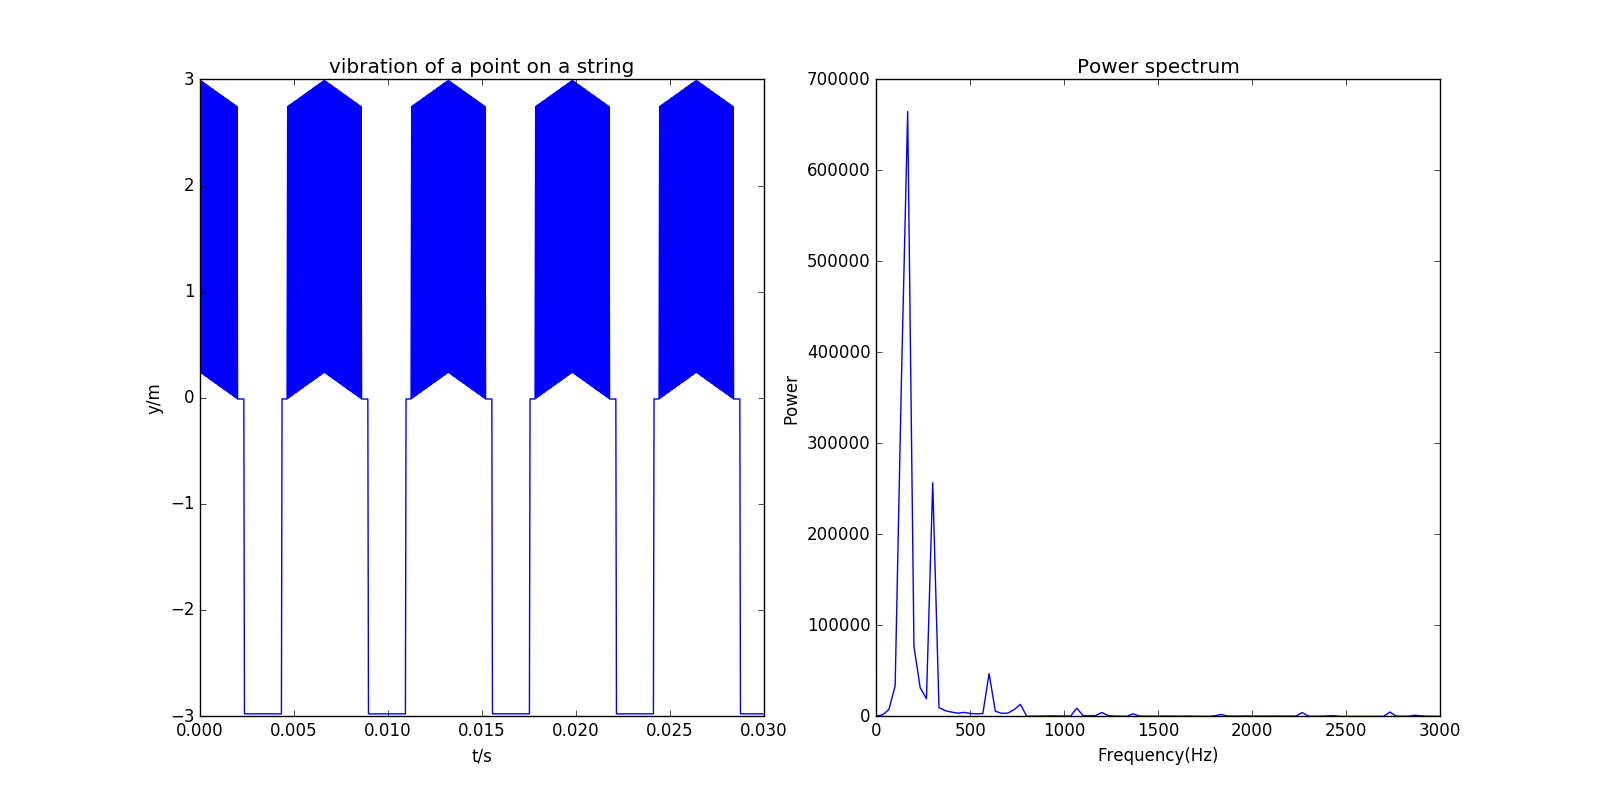 vibration of a point on a string
3
2
1
0
−1
−2
−3
y/m
0.000 0.005 0.010 0.015 0.020 0.025 0.030
t/s
Power spectrum
700000
600000
500000
400000
300000
200000
100000
0
Power
0 500 1000 1500 2000 2500 3000
Frequency(Hz)